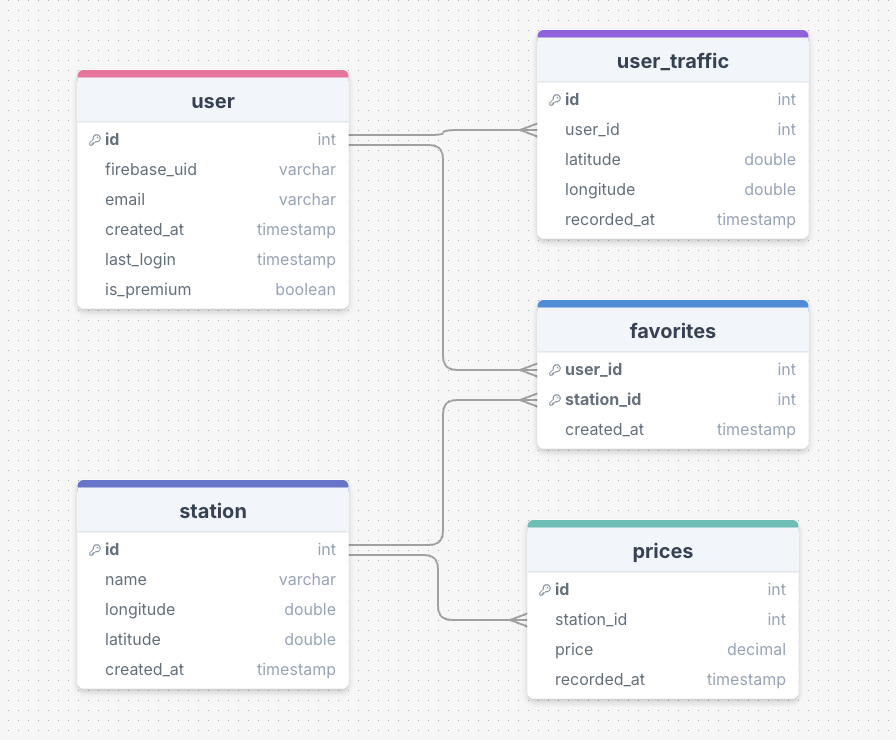 user
id int
firebase_uid varchar
email varchar
created_at timestamp
last_login timestamp
is_premium boolean
user_traffic
id int
user_id int
latitude double
longitude double
recorded_at timestamp
favorites
user_id int
station_id int
created_at timestamp
station
id int
name varchar
longitude double
latitude double
created_at timestamp
prices
id int
station_id int
price decimal
recorded_at timestamp